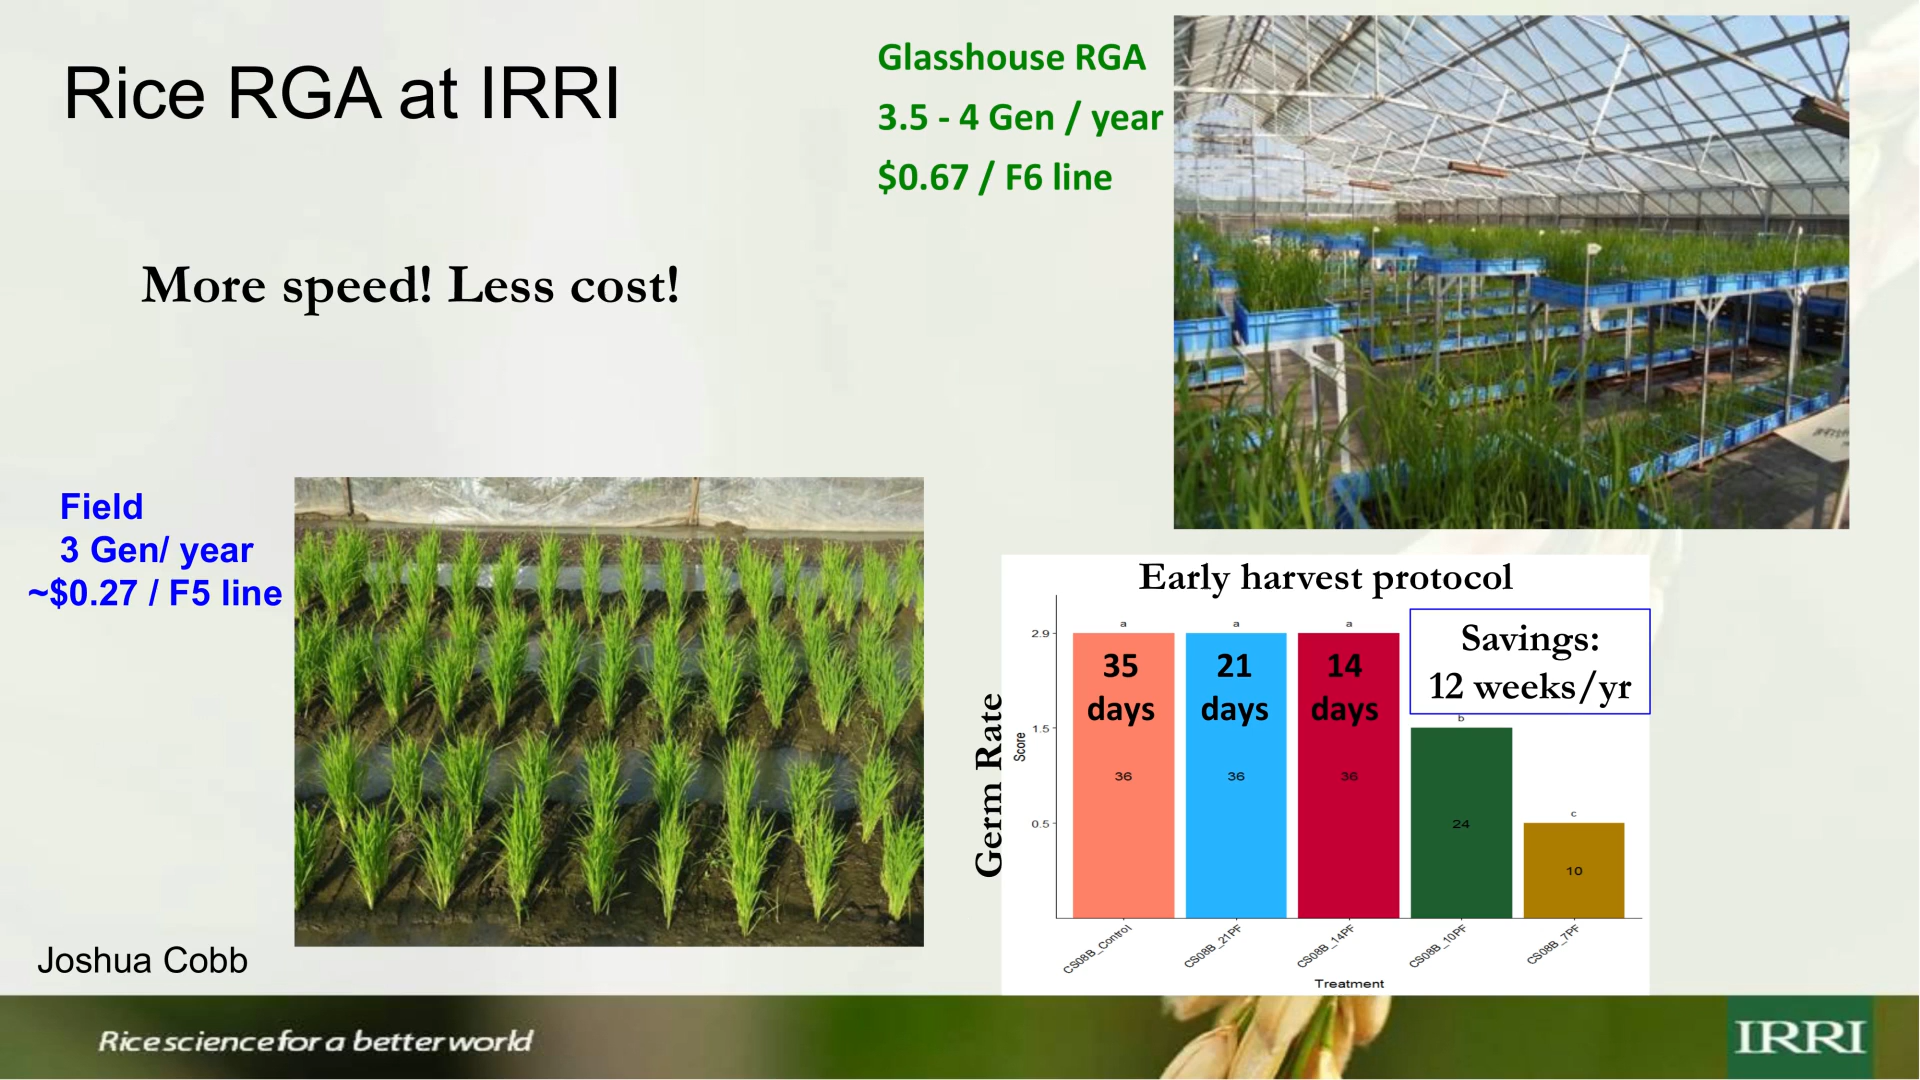 Rice RGA at IRRI
Glasshouse RGA
3.5 - 4 Gen / year
$0.67 / F6 line
More speed! Less cost!
Field
3 Gen/ year
~$0.27 / F5 line
Early harvest protocol
Savings:
12 weeks/yr
a
a
a
b
c
2.9
1.5
0.5
35 days
21 days
14 days
36
36
36
24
10
Germ Rate
Score
CS08B_Control
CS08B_21PF
CS08B_14PF
CS08B_10PF
CS08B_7PF
Treatment
Joshua Cobb
Rice science for a better world
IRRI